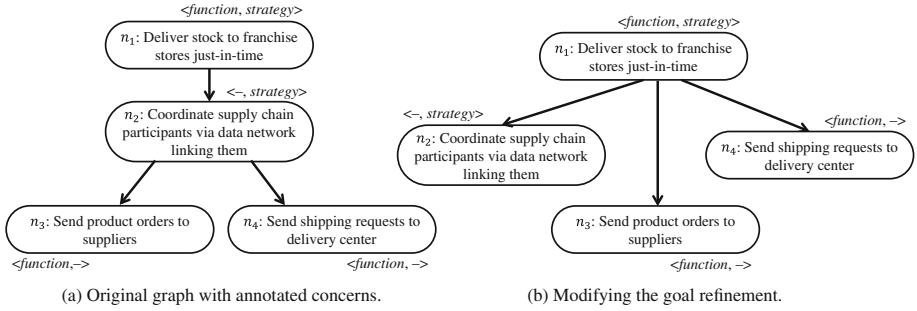 <function, strategy>
n₁: Deliver stock to franchise
stores just-in-time
<–, strategy>
n₂: Coordinate supply chain
participants via data network
linking them
n₃: Send product orders to
suppliers
<function,–>
n₄: Send shipping requests to
delivery center
<function, –>
(a) Original graph with annotated concerns.
<function, strategy>
n₁: Deliver stock to franchise
stores just-in-time
<–, strategy>
n₂: Coordinate supply chain
participants via data network
linking them
<function, –>
n₄: Send shipping requests to
delivery center
n₃: Send product orders to
suppliers
<function, –>
(b) Modifying the goal refinement.